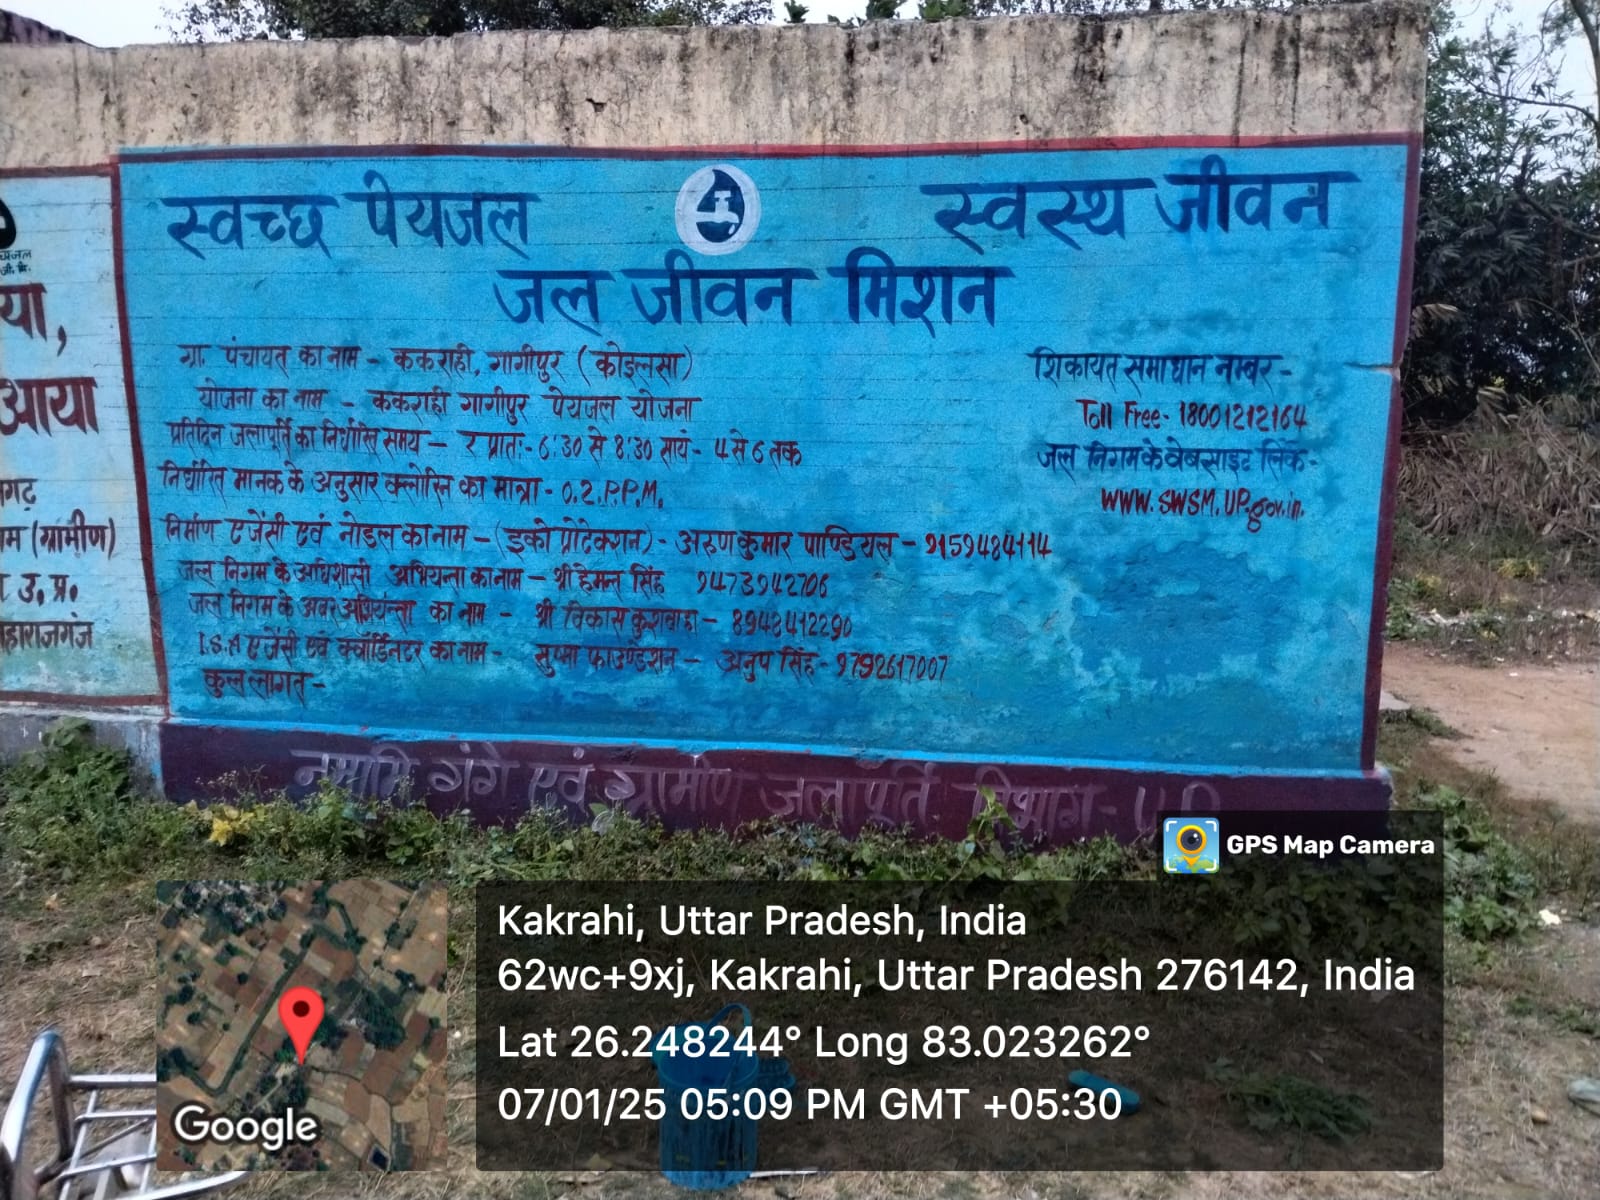 स्वच्छ पेयजल
स्वस्थ जीवन
जल जीवन मिशन
ग्रा. पंचायत का नाम - ककराही, गागीपुर (कोइलसा)
योजना का नाम - ककराही गागीपुर पेयजल योजना
प्रतिदिन जलापूर्ति का निर्धारित समय - र प्रातः- 6:30 से 8:30 सायं- 4 से 6 तक
निर्धारित मानक के अनुसार क्लोरिन का मात्रा - 0.2.P.P.M.
निर्माण एजेंसी एवं नोडल का नाम - (इको प्रोटेक्शन) - अरुण कुमार पाण्डियल - 9159484114
जल निगम के अधिशासी अभियन्ता का नाम - श्री हेमन्त सिंह 9473942706
जल निगम के अवर अभियन्ता का नाम - श्री विकास कुशवाहा - 8948412290
I.S.A एजेंसी एवं क्वॉर्डिनटर का नाम - सुष्मा फाउण्डेशन - अनुप सिंह - 9792617007
कुल लागत -
शिकायत समाधान नम्बर -
Toll Free - 18001212164
जल निगम के वेबसाइट लिंक -
WWW.SWSM.UP.gov.in.
नमामि गंगे एवं ग्रामीण जलापूर्ति विभाग - U.P.
या,
आया
(ग्रामीण)
उ. प्र.
महाराजगंज
GPS Map Camera
Kakrahi, Uttar Pradesh, India
62wc+9xj, Kakrahi, Uttar Pradesh 276142, India
Lat 26.248244° Long 83.023262°
07/01/25 05:09 PM GMT +05:30
Google